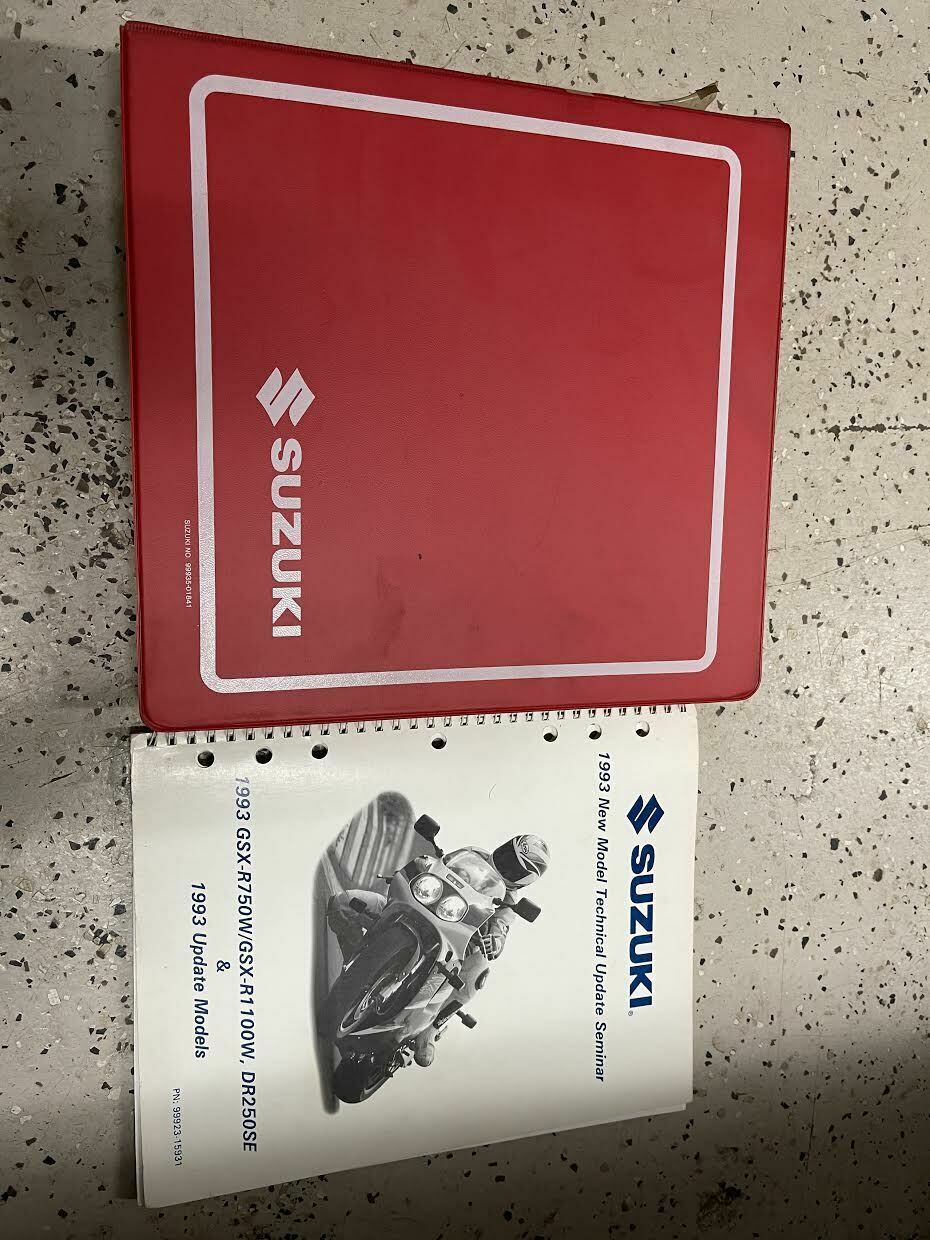 SUZUKI
SUZUKI NO. 99935-01841
SUZUKI®
1993 New Model Technical Update Seminar
1993 GSX-R750W/GSX-R1100W, DR250SE
&
1993 Update Models
PN: 99923-15931